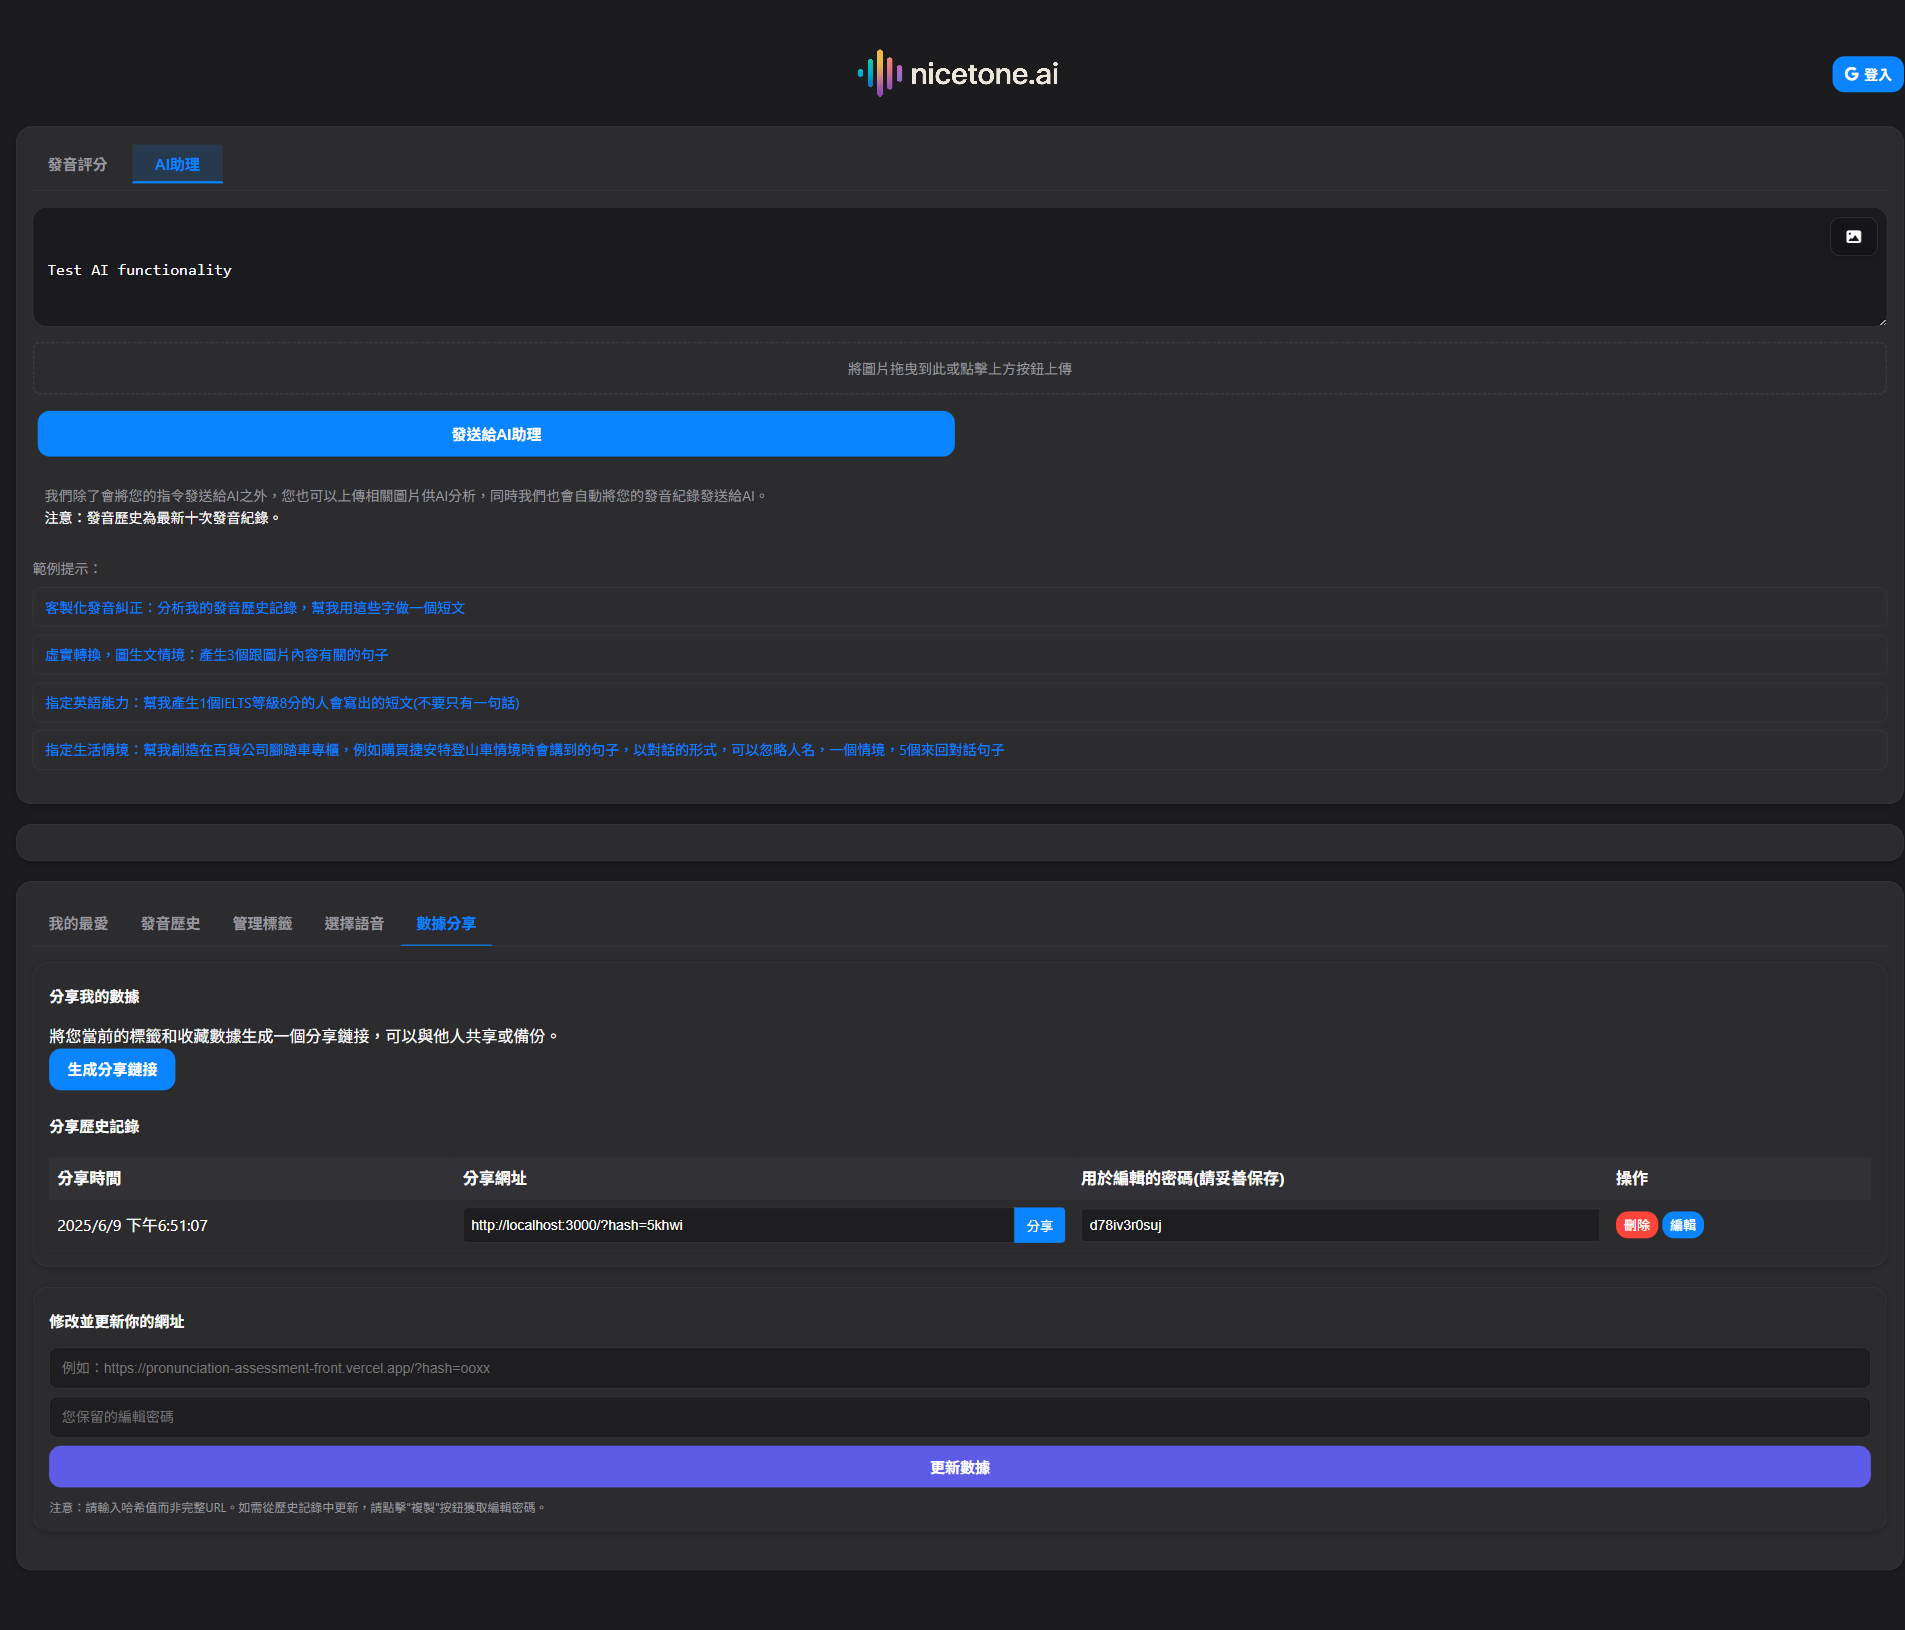 nicetone.ai
G 登入
發音評分
AI助理
Test AI functionality
將圖片拖曳到此或點擊上方按鈕上傳
發送給AI助理
我們除了會將您的指令發送給AI之外，您也可以上傳相關圖片供AI分析，同時我們也會自動將您的發音紀錄發送給AI。
注意：發音歷史為最新十次發音紀錄。
範例提示：
客製化發音糾正：分析我的發音歷史記錄，幫我用這些字做一個短文
虛實轉換，圖生文情境：產生3個跟圖片內容有關的句子
指定英語能力：幫我產生1個IELTS等級8分的人會寫出的短文(不要只有一句話)
指定生活情境：幫我創造在百貨公司腳踏車專櫃，例如購買捷安特登山車情境時會講到的句子，以對話的形式，可以忽略人名，一個情境，5個來回對話句子
我的最愛 發音歷史 管理標籤 選擇語音 數據分享
分享我的數據
將您當前的標籤和收藏數據生成一個分享鏈接，可以與他人共享或備份。
生成分享鏈接
分享歷史記錄
分享時間 分享網址 用於編輯的密碼(請妥善保存) 操作
2025/6/9 下午6:51:07 http://localhost:3000/?hash=5khwi 分享 d78iv3r0suj 刪除 編輯
修改並更新你的網址
例如：https://pronunciation-assessment-front.vercel.app/?hash=ooxx
您保留的編輯密碼
更新數據
注意：請輸入哈希值而非完整URL。如需從歷史記錄中更新，請點擊"複製"按鈕獲取編輯密碼。